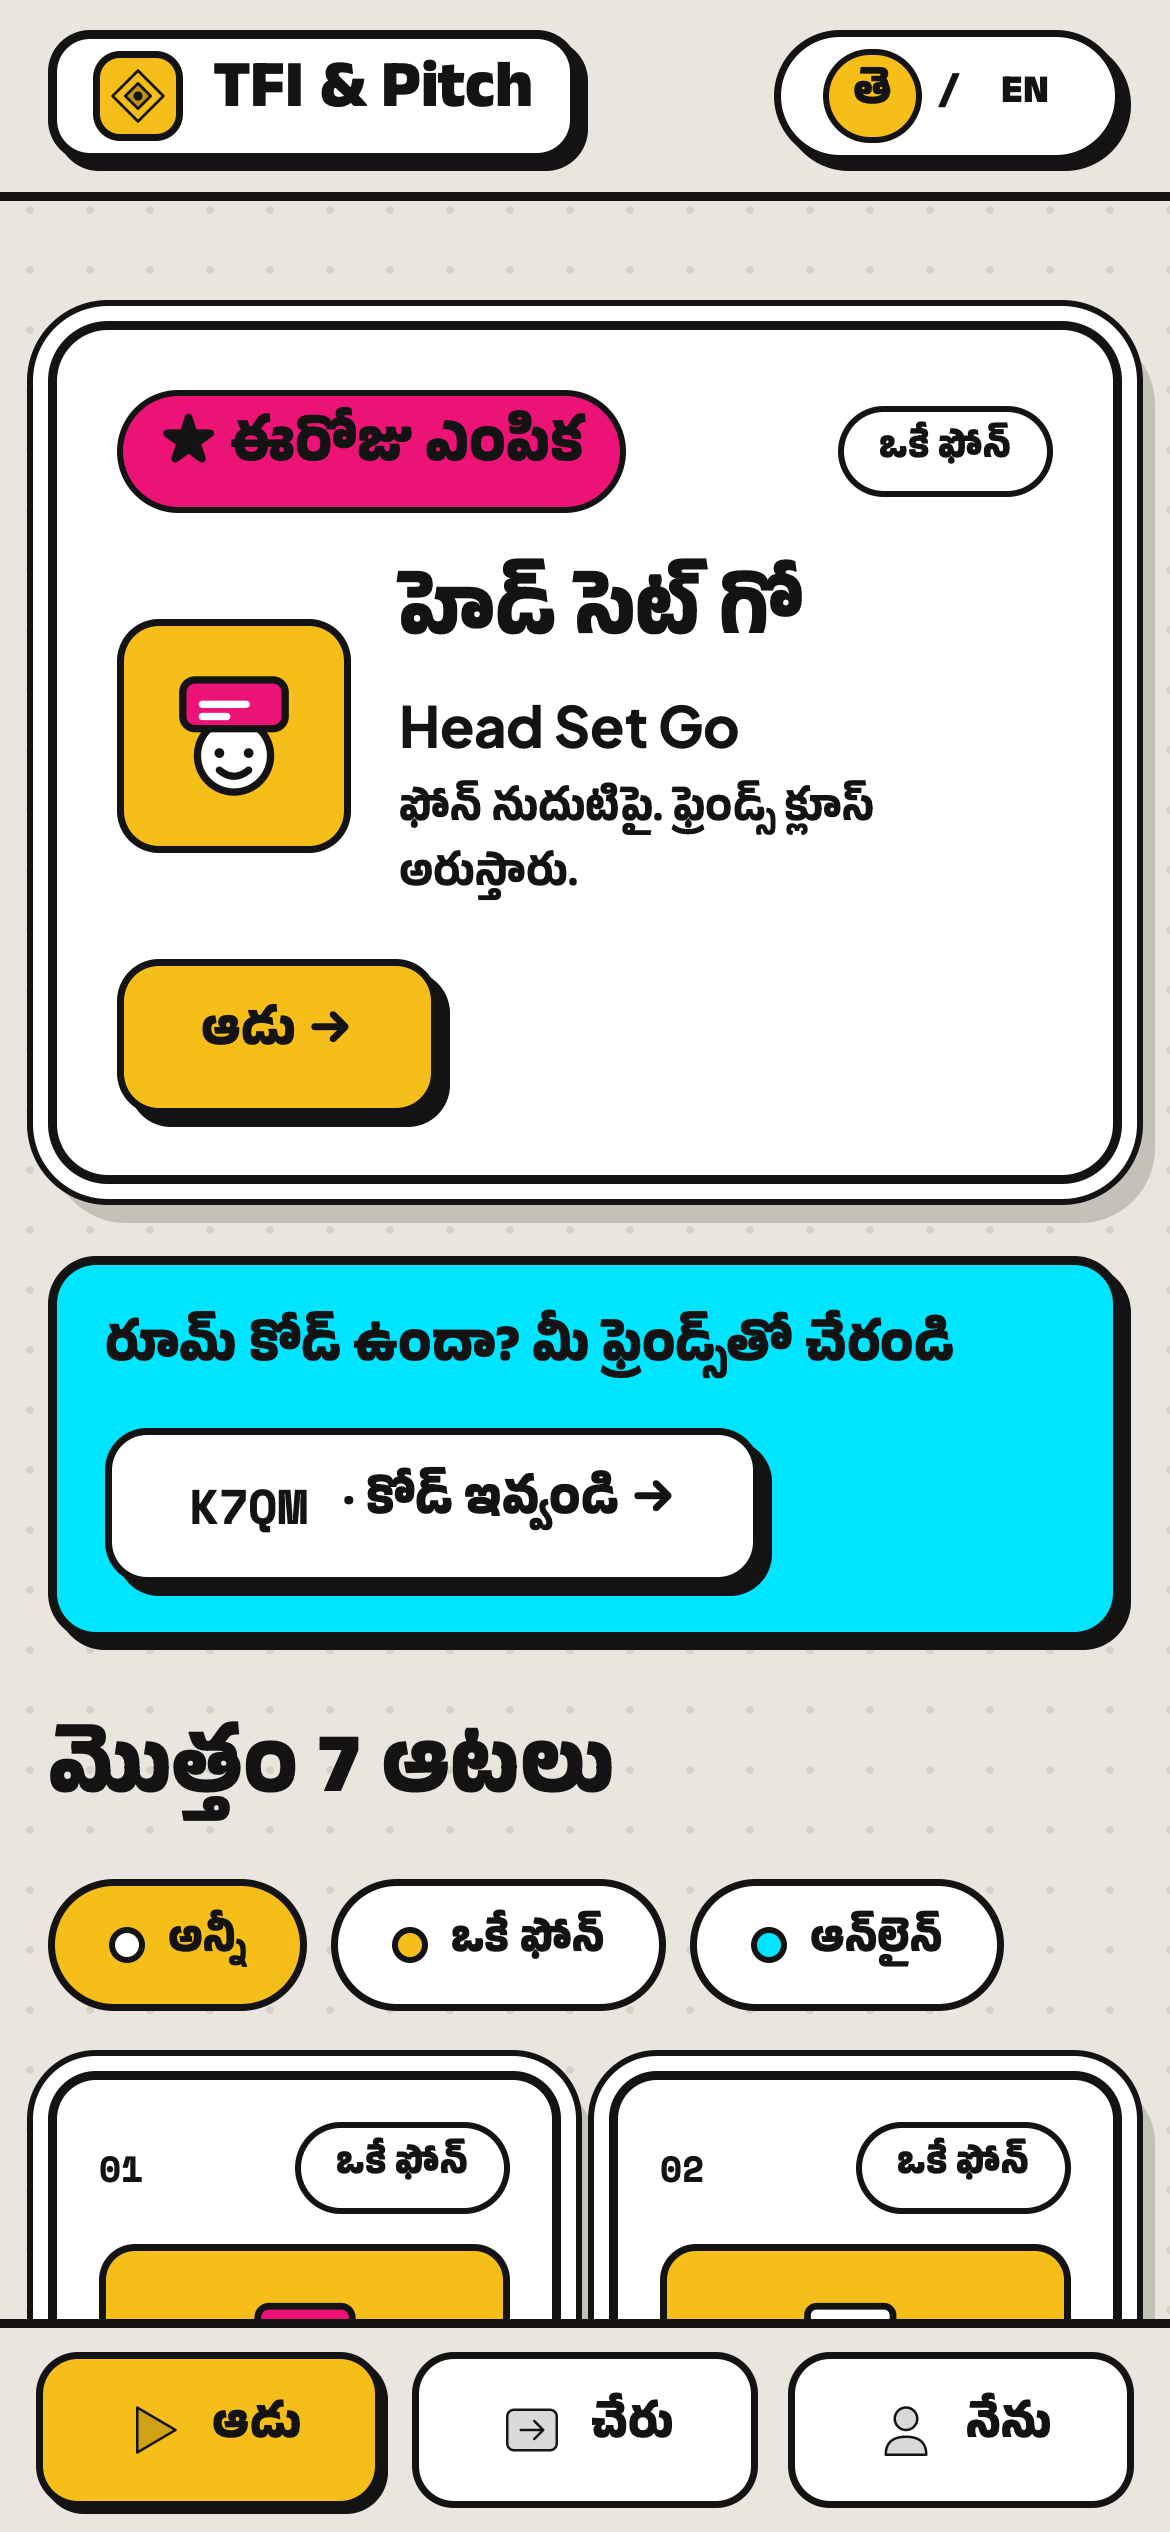 TFI & Pitch
తె / EN
★ ఈరోజు ఎంపిక
ఒకే ఫోన్
హెడ్ సెట్ గో
Head Set Go
ఫోన్ నుదుటిపై. ఫ్రెండ్స్ క్లూస్
అరుస్తారు.
ఆడు →
రూమ్ కోడ్ ఉందా? మీ ఫ్రెండ్స్‌తో చేరండి
K7QM · కోడ్ ఇవ్వండి →
మొత్తం 7 ఆటలు
అన్నీ
ఒకే ఫోన్
ఆన్‌లైన్
01
ఒకే ఫోన్
02
ఒకే ఫోన్
ఆడు
చేరు
నేను